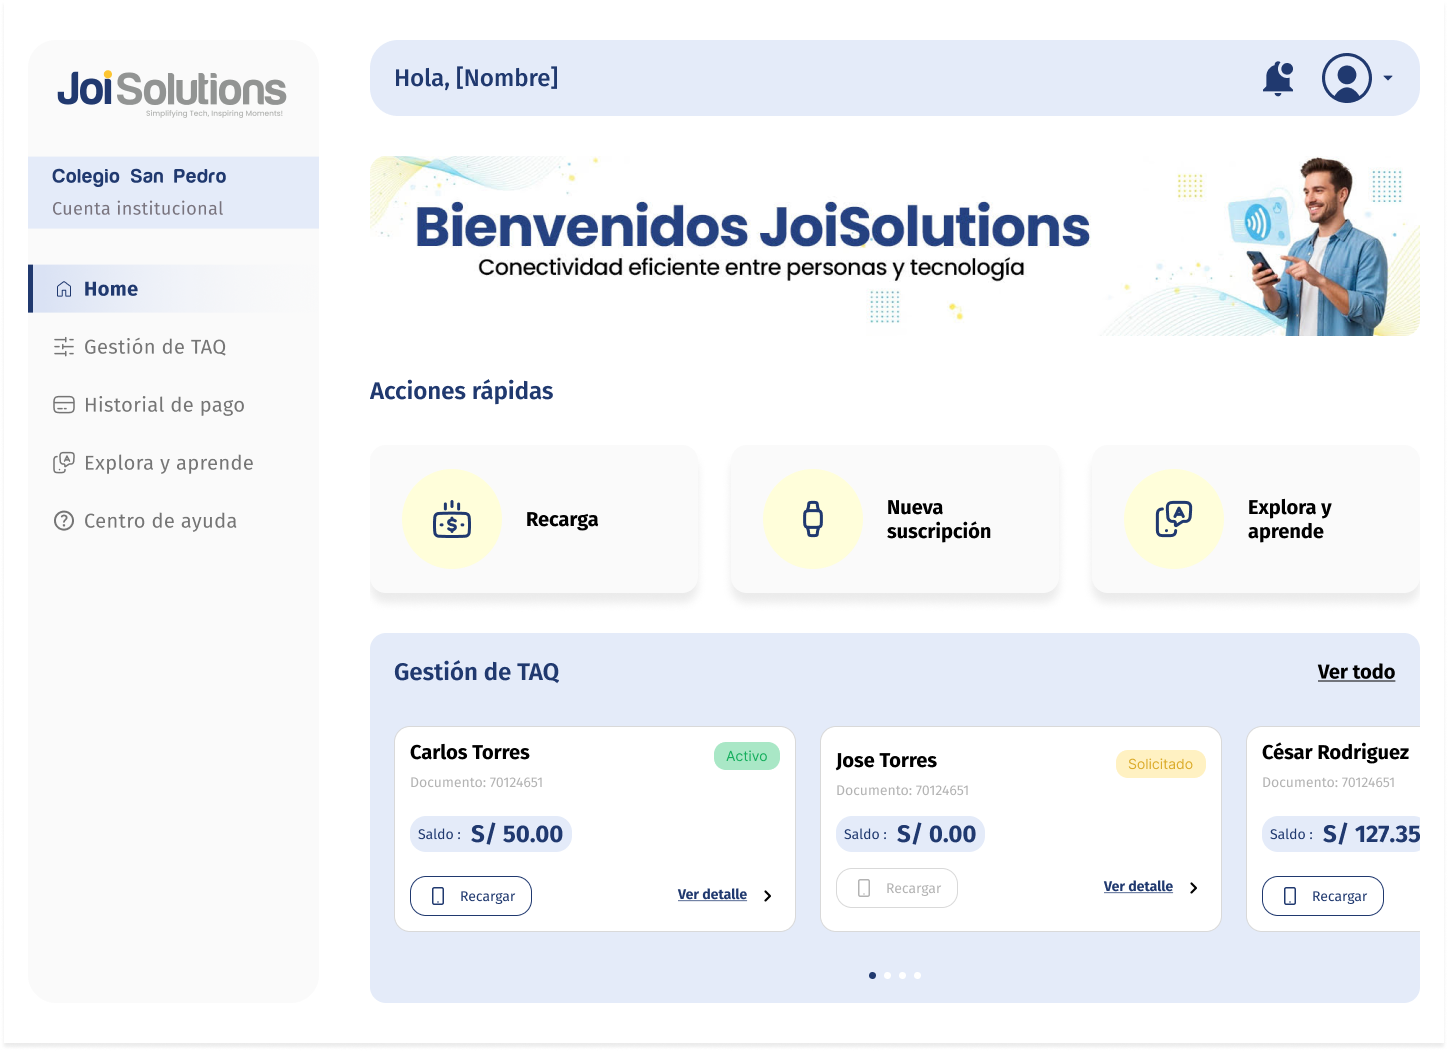 JoiSolutions
Simplifying Tech, Inspiring Moments!
Colegio San Pedro
Cuenta institucional
Home
Gestión de TAQ
Historial de pago
Explora y aprende
Centro de ayuda
Hola, [Nombre]
Bienvenidos JoiSolutions
Conectividad eficiente entre personas y tecnología
Acciones rápidas
Recarga
Nueva
suscripción
Explora y
aprende
Gestión de TAQ
Ver todo
Carlos Torres
Activo
Documento: 70124651
Saldo : S/ 50.00
Recargar
Ver detalle
Jose Torres
Solicitado
Documento: 70124651
Saldo : S/ 0.00
Recargar
Ver detalle
César Rodriguez
Documento: 70124651
Saldo : S/ 127.35
Recargar